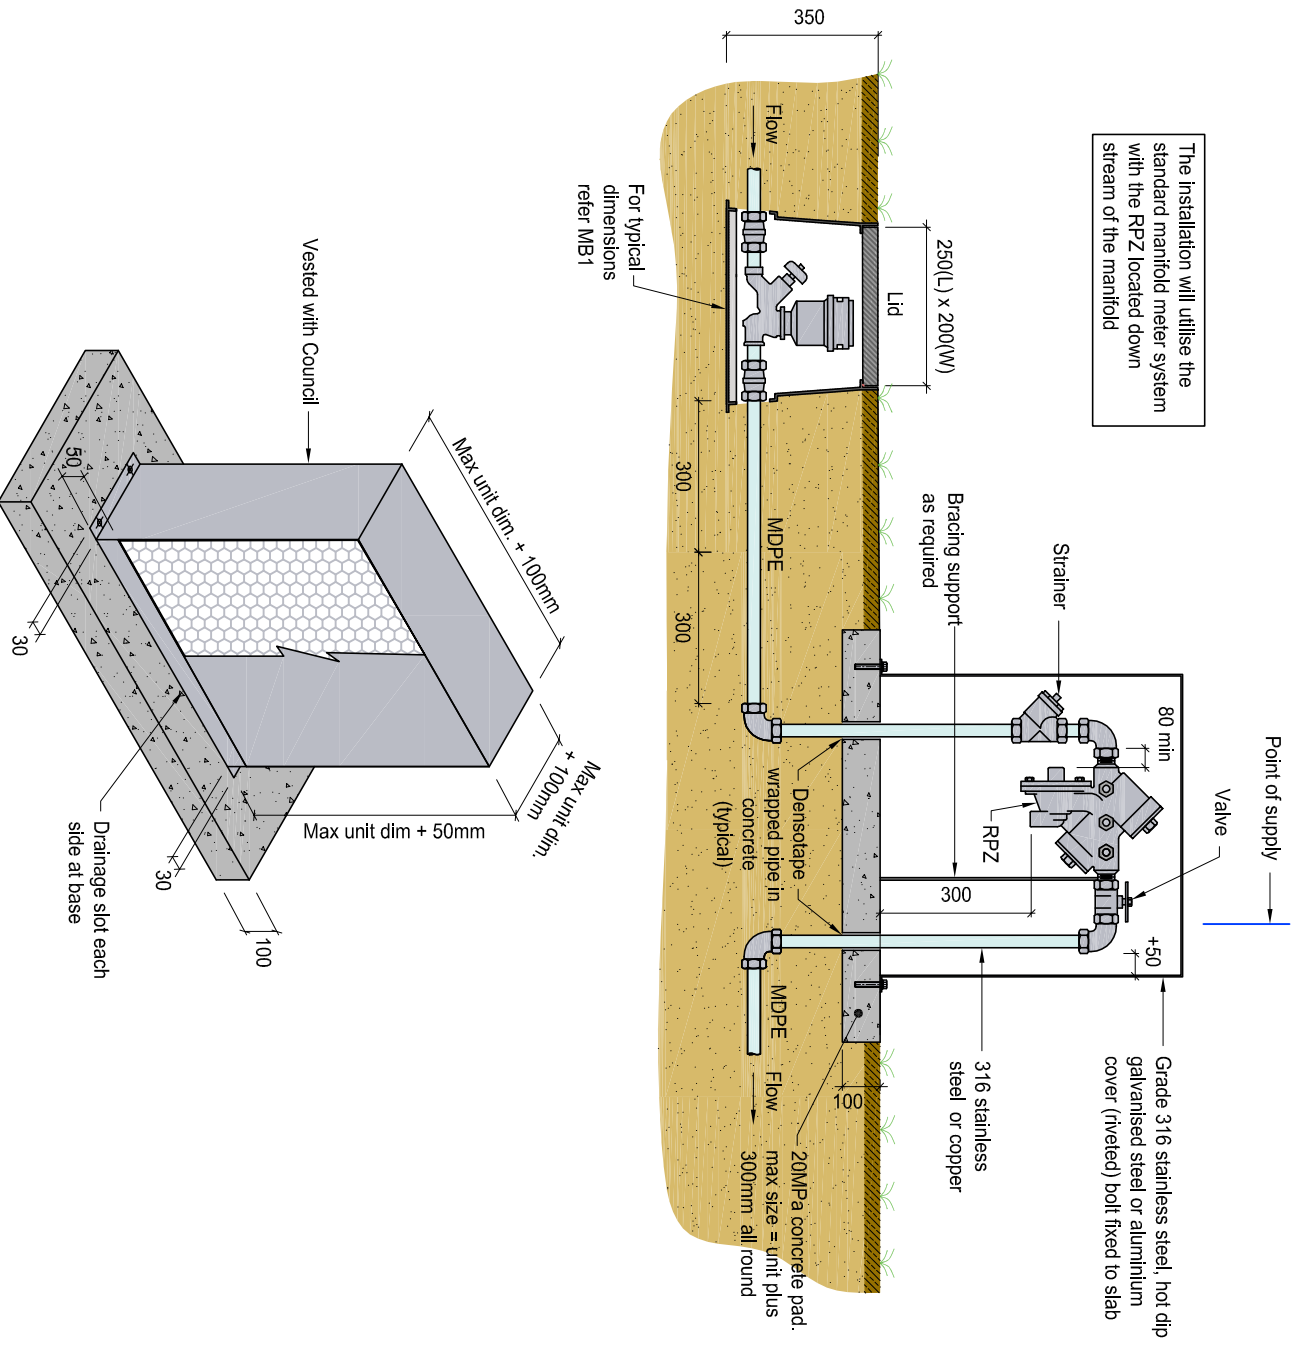 The installation will utilise the
standard manifold meter system
with the RPZ located down
stream of the manifold
Point of supply
Valve
80 min
Strainer
RPZ
+50
Grade 316 stainless steel, hot dip
galvanised steel or aluminium
cover (riveted) bolt fixed to slab
Bracing support
as required
300
316 stainless
steel or copper
350
250(L) x 200(W)
Lid
Flow
For typical
dimensions
refer MB1
300
300
MDPE
Densotape
wrapped pipe in
concrete
(typical)
MDPE
Flow
100
20MPa concrete pad.
max size = unit plus
300mm all round
Vested with Council
Max unit dim. + 100mm
Max unit dim.
+ 100mm
Max unit dim + 50mm
50
30
30
100
Drainage slot each
side at base